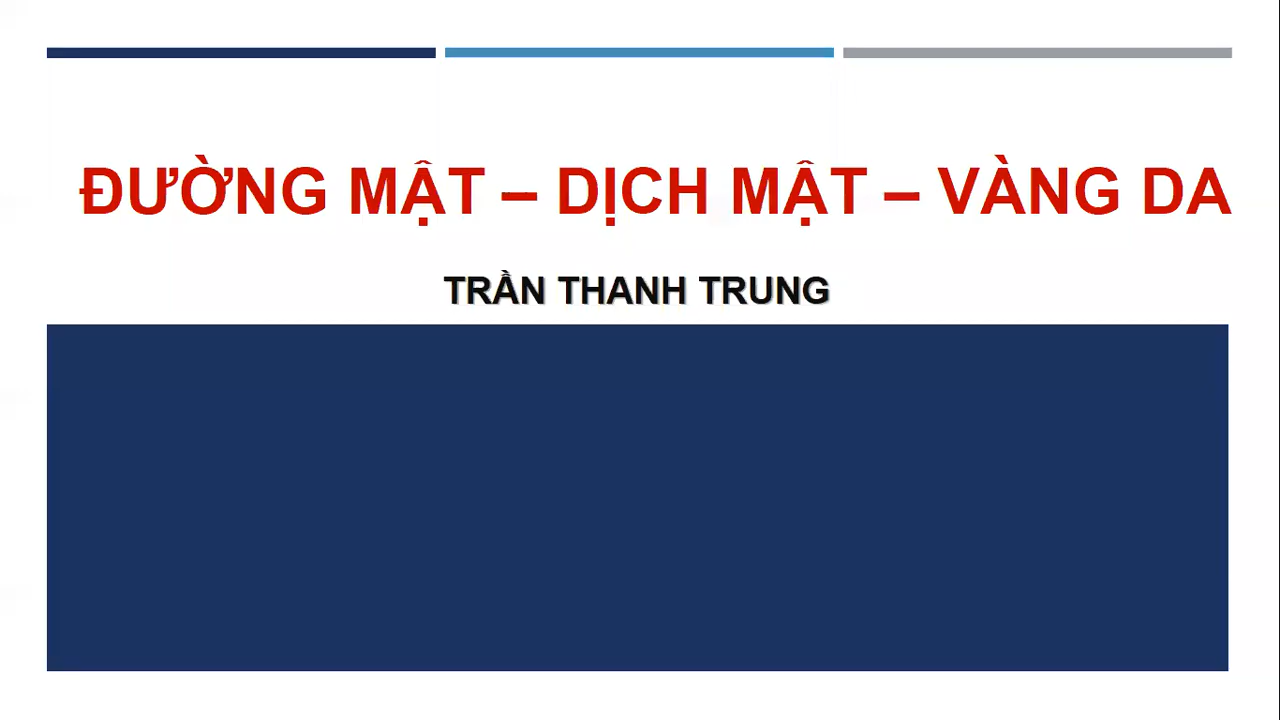 ĐƯỜNG MẬT – DỊCH MẬT – VÀNG DA
TRẦN THANH TRUNG